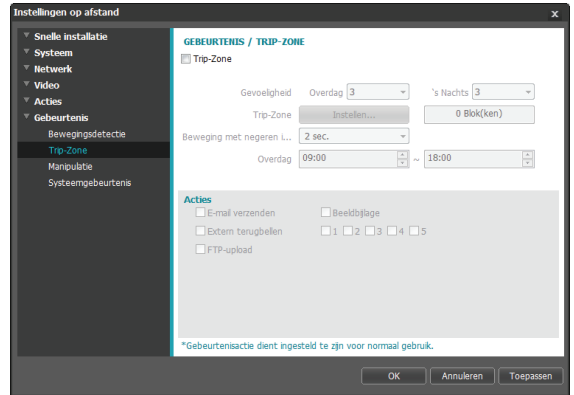 Instellingen op afstand x
Snelle installatie
Systeem
Netwerk
Video
Acties
Gebeurtenis
Bewegingsdetectie
Trip-Zone
Manipulatie
Systeemgebeurtenis
GEBEURTENIS / TRIP-ZONE
Trip-Zone
Gevoeligheid Overdag 3 's Nachts 3
Trip-Zone Instellen... 0 Blok(ken)
Beweging met negeren i... 2 sec.
Overdag 09:00 ~ 18:00
Acties
E-mail verzenden Beeldbijlage
Extern terugbellen 1 2 3 4 5
FTP-upload
*Gebeurtenisactie dient ingesteld te zijn voor normaal gebruik.
OK Annuleren Toepassen